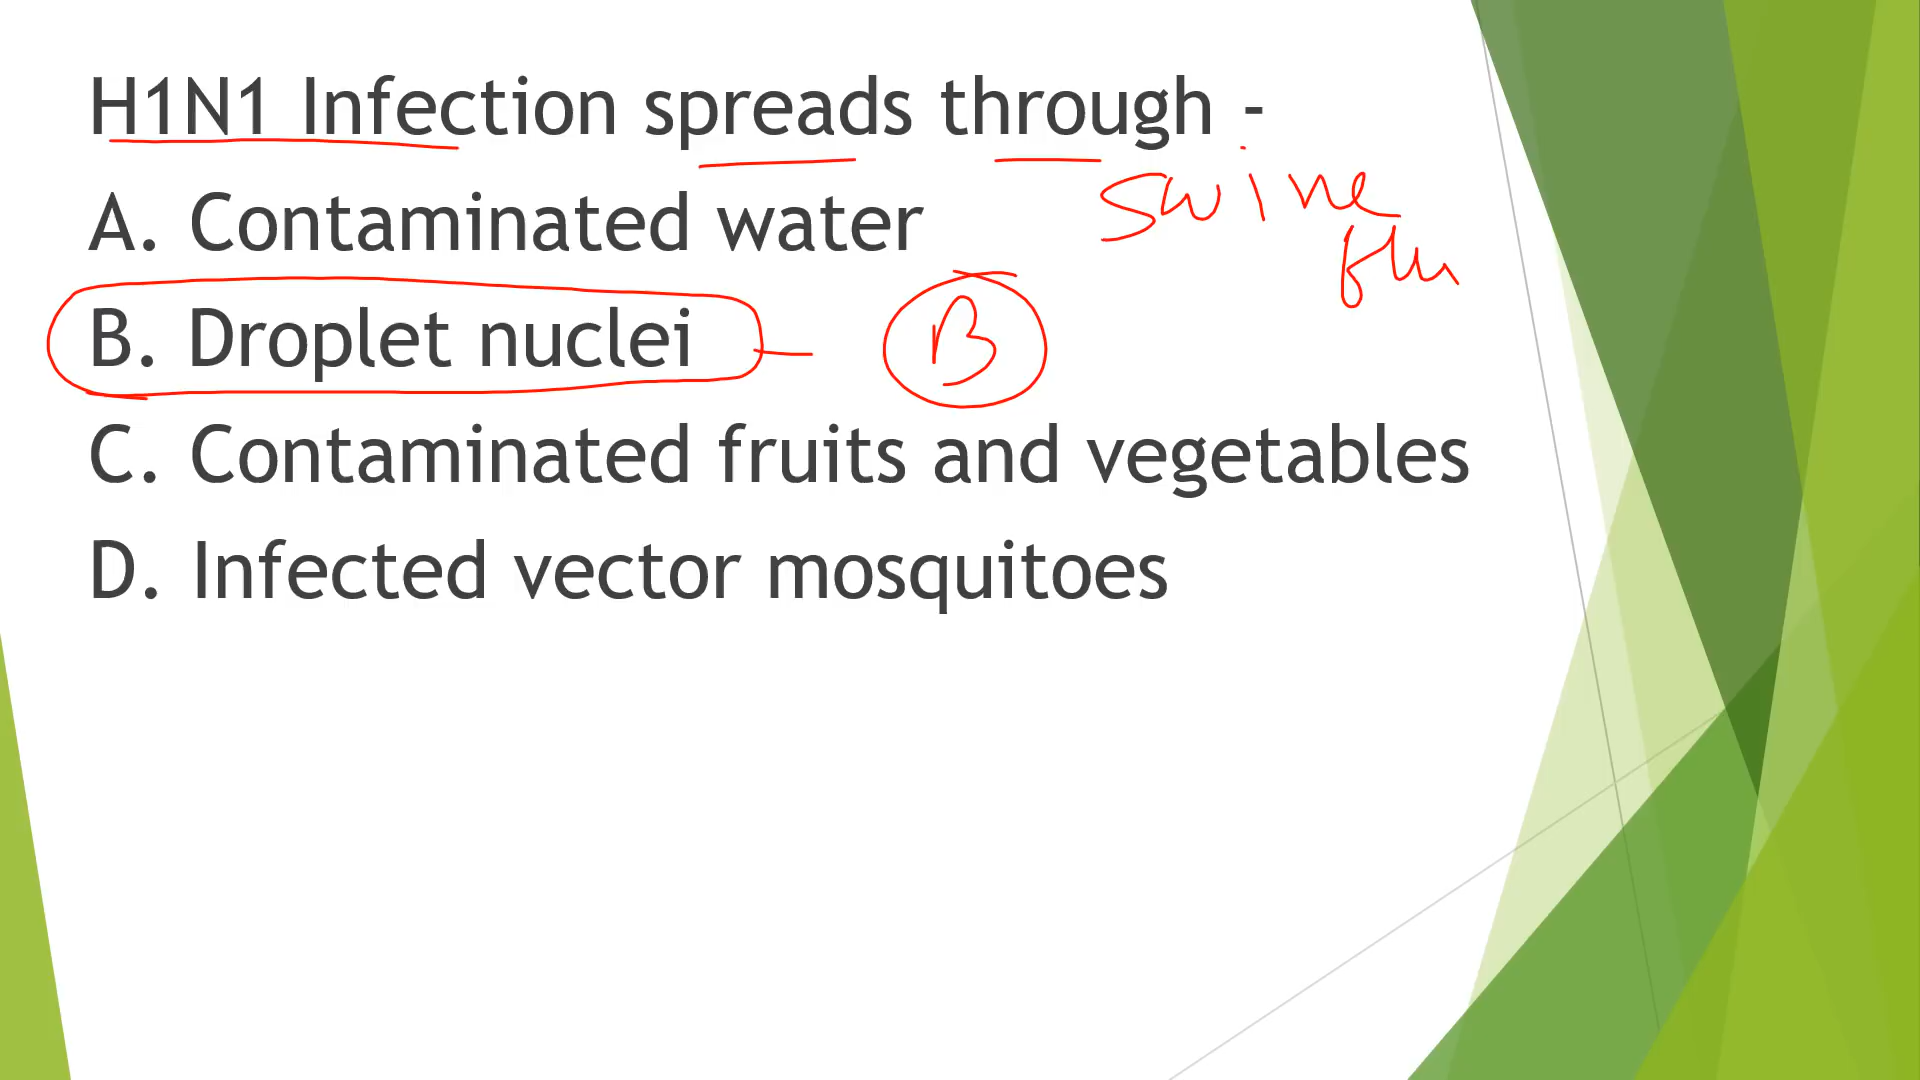 H1N1 Infection spreads through -
swine
flu
A. Contaminated water
B. Droplet nuclei
B
C. Contaminated fruits and vegetables
D. Infected vector mosquitoes